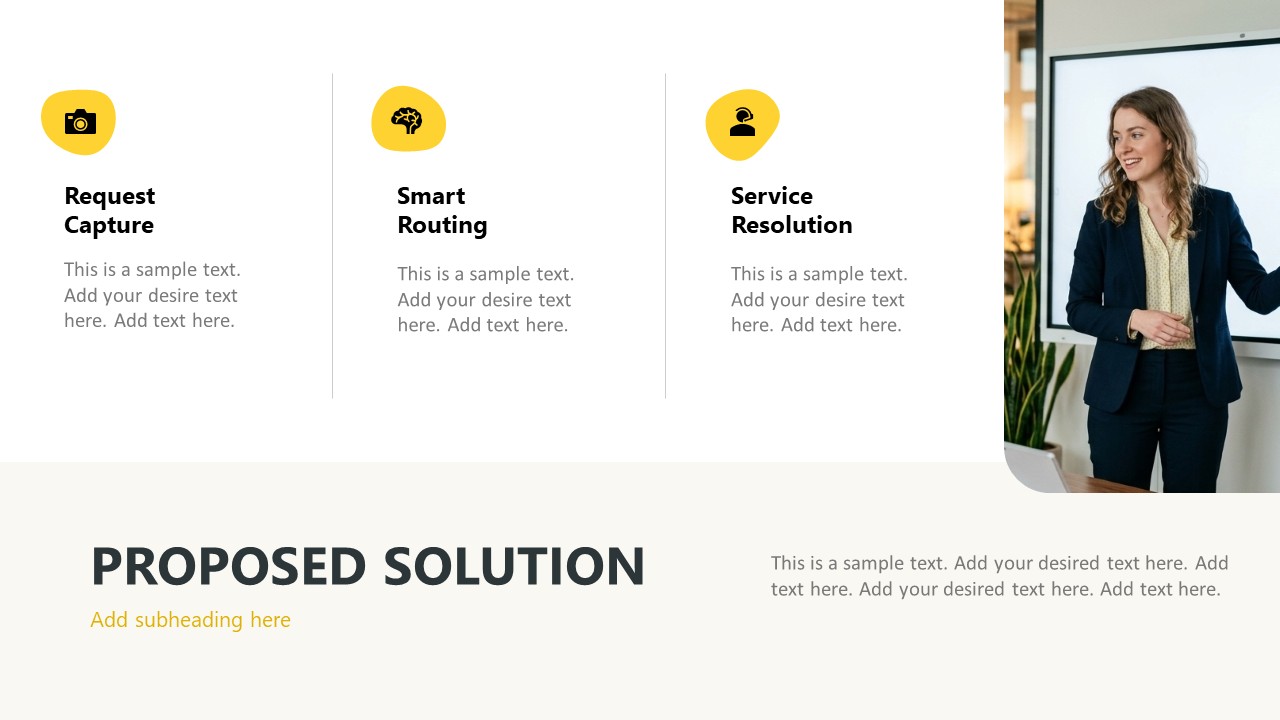 Request
Capture
This is a sample text.
Add your desire text
here. Add text here.
Smart
Routing
This is a sample text.
Add your desire text
here. Add text here.
Service
Resolution
This is a sample text.
Add your desire text
here. Add text here.
PROPOSED SOLUTION
Add subheading here
This is a sample text. Add your desired text here. Add
text here. Add your desired text here. Add text here.